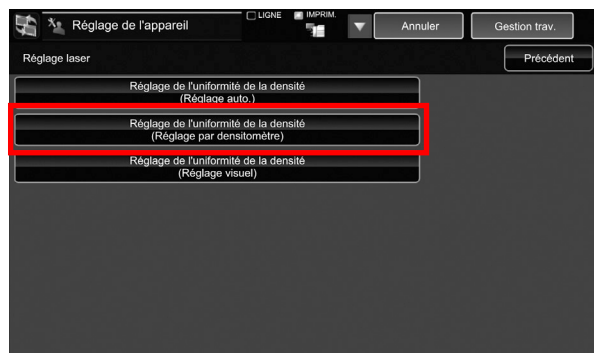 Réglage de l'appareil
LIGNE
IMPRIM.
Annuler
Gestion trav.
Réglage laser
Précédent
Réglage de l'uniformité de la densité
(Réglage auto.)
Réglage de l'uniformité de la densité
(Réglage par densitomètre)
Réglage de l'uniformité de la densité
(Réglage visuel)